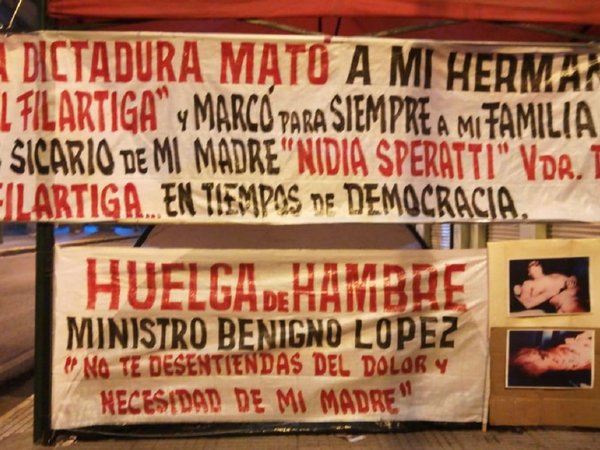 A DICTADURA MATÓ A MI HERMAN
L FILARTIGA" Y MARCÓ PARA SIEMPRE A MI FAMILIA
SICARIO DE MI MADRE "NIDIA SPERATTI" VDA. D
FILARTIGA... EN TIEMPOS DE DEMOCRACIA.
HUELGA DE HAMBRE
MINISTRO BENIGNO LOPEZ
"NO TE DESENTIENDAS DEL DOLOR Y
NECESIDAD DE MI MADRE"